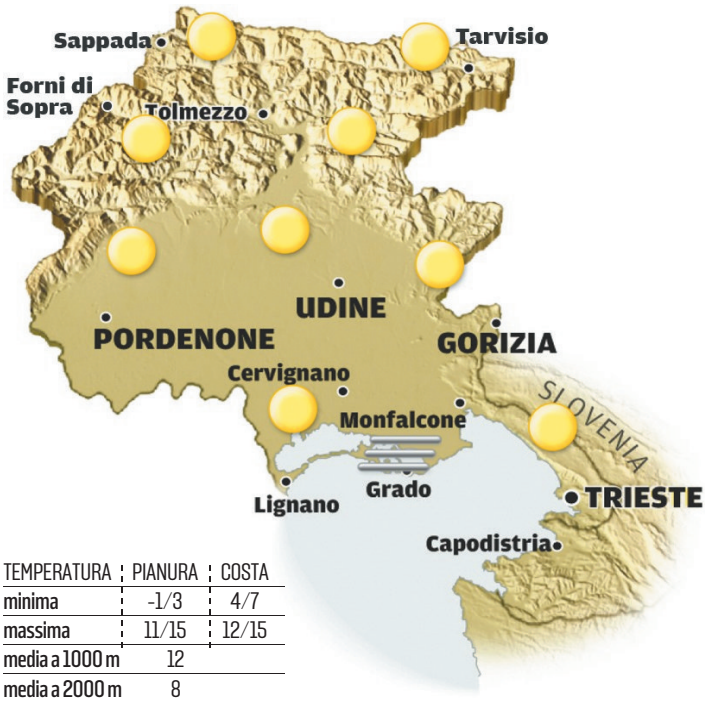 Sappada
Tarvisio
Forni di
Sopra
Tolmezzo
UDINE
PORDENONE
GORIZIA
Cervignano
SLOVENIA
Monfalcone
Grado
Lignano
TRIESTE
Capodistria
TEMPERATURA PIANURA COSTA
minima -1/3 4/7
massima 11/15 12/15
media a 1000 m 12
media a 2000 m 8